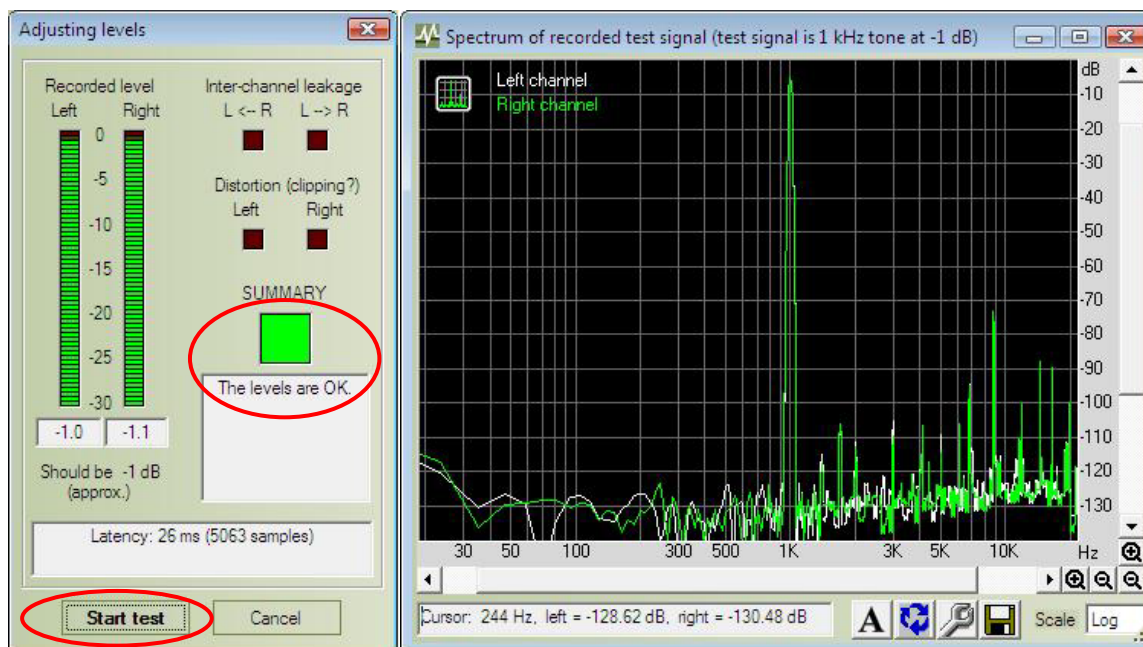 Adjusting levels
Recorded level
Left Right
0
-5
-10
-15
-20
-25
-30
-1.0 -1.1
Should be -1 dB
(approx.)
Inter-channel leakage
L <-- R L --> R
Distortion (clipping?)
Left Right
SUMMARY
The levels are OK.
Latency: 26 ms (5063 samples)
Start test Cancel
Spectrum of recorded test signal (test signal is 1 kHz tone at -1 dB)
Left channel
Right channel
dB
-10
-20
-30
-40
-50
-60
-70
-80
-90
-100
-110
-120
-130
30 50 100 300 500 1K 3K 5K 10K Hz
Cursor: 244 Hz, left = -128.62 dB, right = -130.48 dB
A
Scale Log